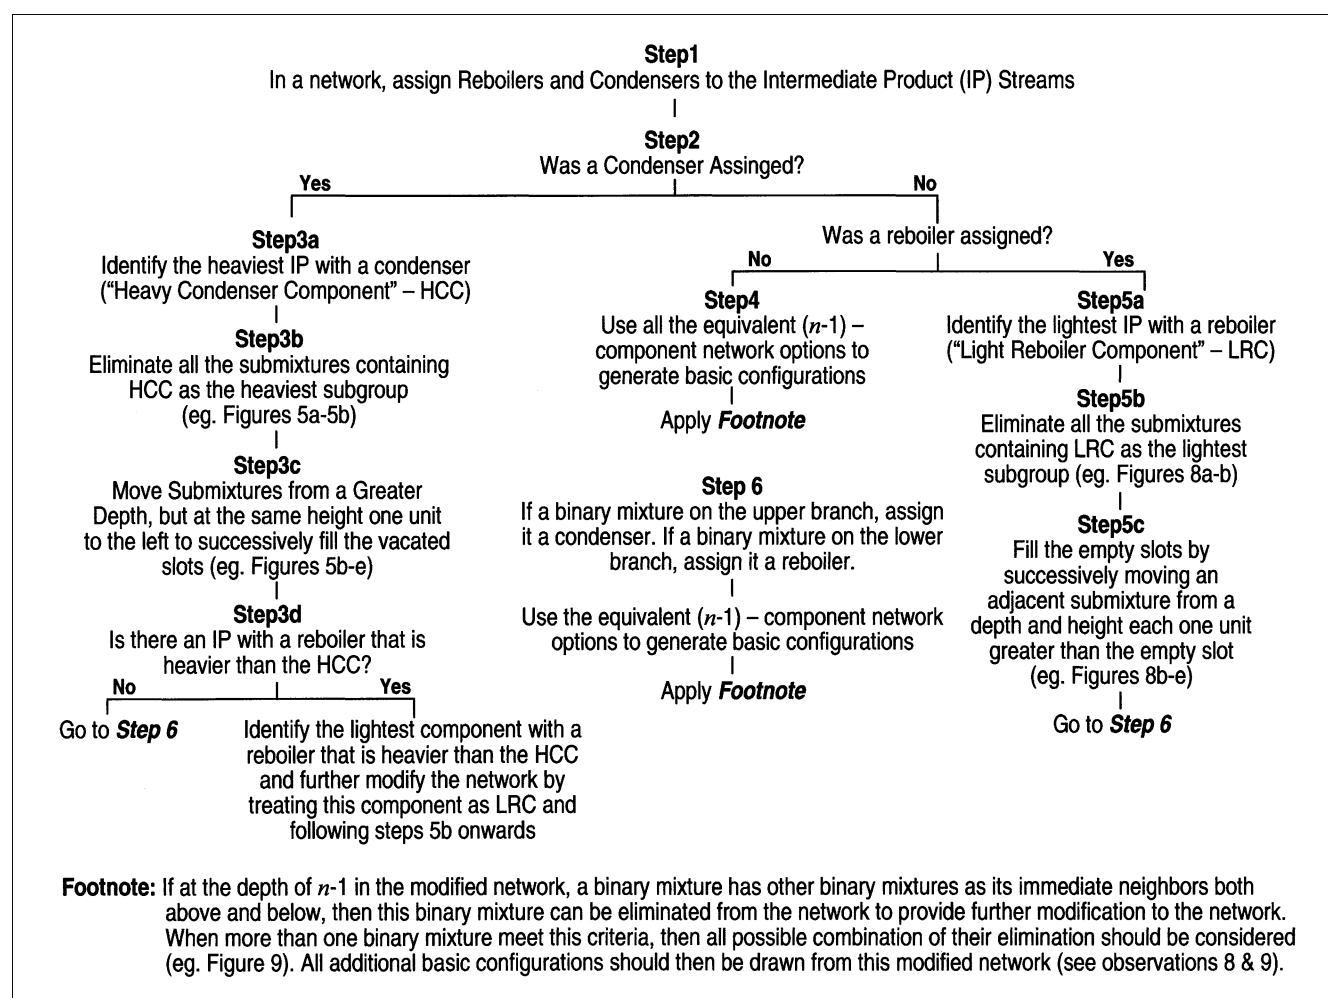 Step1
In a network, assign Reboilers and Condensers to the Intermediate Product (IP) Streams
Step2
Was a Condenser Assinged?
Yes
No
Step3a
Identify the heaviest IP with a condenser
("Heavy Condenser Component" – HCC)
Step3b
Eliminate all the submixtures containing
HCC as the heaviest subgroup
(eg. Figures 5a-5b)
Step3c
Move Submixtures from a Greater
Depth, but at the same height one unit
to the left to successively fill the vacated
slots (eg. Figures 5b-e)
Step3d
Is there an IP with a reboiler that is
heavier than the HCC?
No
Yes
Go to Step 6
Identify the lightest component with a
reboiler that is heavier than the HCC
and further modify the network by
treating this component as LRC and
following steps 5b onwards
Was a reboiler assigned?
No
Yes
Step4
Use all the equivalent (n-1) –
component network options to
generate basic configurations
Apply Footnote
Step 6
If a binary mixture on the upper branch, assign
it a condenser. If a binary mixture on the lower
branch, assign it a reboiler.
Use the equivalent (n-1) – component network
options to generate basic configurations
Apply Footnote
Step5a
Identify the lightest IP with a reboiler
("Light Reboiler Component" – LRC)
Step5b
Eliminate all the submixtures
containing LRC as the lightest
subgroup (eg. Figures 8a-b)
Step5c
Fill the empty slots by
successively moving an
adjacent submixture from a
depth and height each one unit
greater than the empty slot
(eg. Figures 8b-e)
Go to Step 6
Footnote: If at the depth of n-1 in the modified network, a binary mixture has other binary mixtures as its immediate neighbors both
above and below, then this binary mixture can be eliminated from the network to provide further modification to the network.
When more than one binary mixture meet this criteria, then all possible combination of their elimination should be considered
(eg. Figure 9). All additional basic configurations should then be drawn from this modified network (see observations 8 & 9).